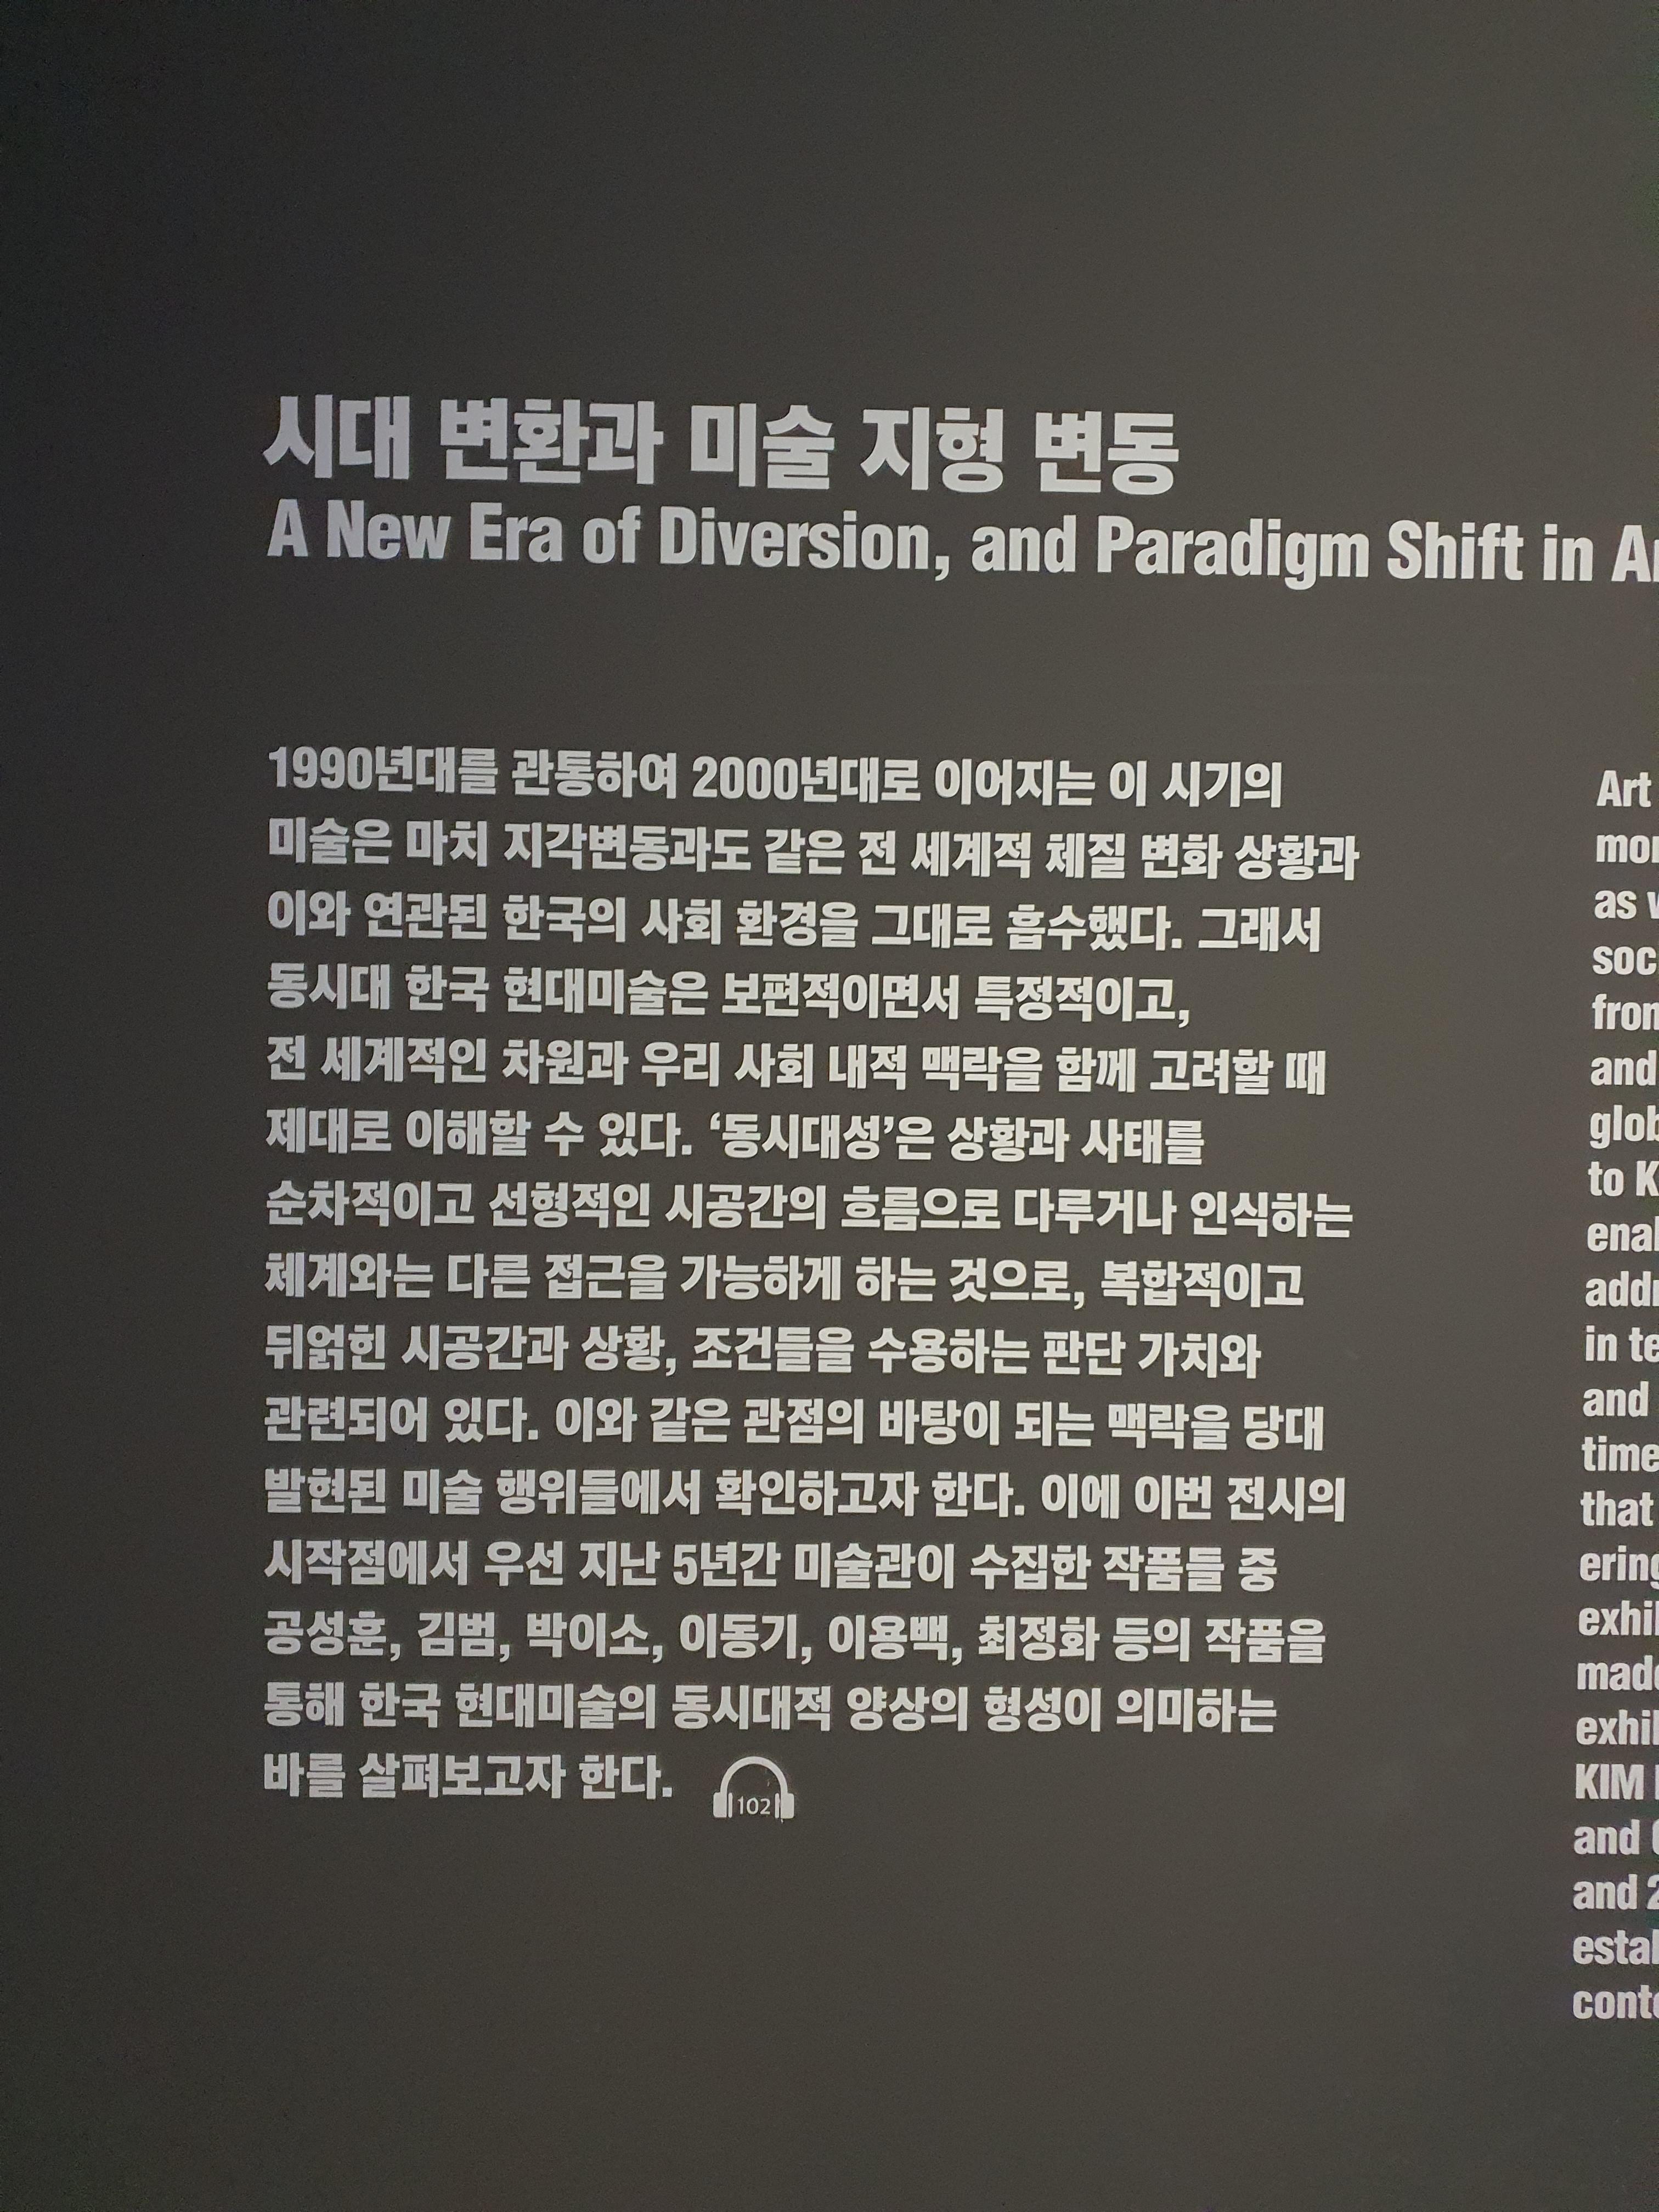 시대 변환과 미술 지형 변동
A New Era of Diversion, and Paradigm Shift in
1990년대를 관통하여 2000년대로 이어지는 이 시기의
미술은 마치 지각변동과도 같은 전 세계적 체질 변화 상황과
이와 연관된 한국의 사회 환경을 그대로 흡수했다. 그래서
동시대 한국 현대미술은 보편적이면서 특정적이고,
전 세계적인 차원과 우리 사회 내적 맥락을 함께 고려할 때
제대로 이해할 수 있다. ‘동시대성’은 상황과 사태를
순차적이고 선형적인 시공간의 흐름으로 다루거나 인식하는
체계와는 다른 접근을 가능하게 하는 것으로, 복합적이고
뒤얽힌 시공간과 상황, 조건들을 수용하는 판단 가치와
관련되어 있다. 이와 같은 관점의 바탕이 되는 맥락을 당대
발현된 미술 행위들에서 확인하고자 한다. 이에 이번 전시의
시작점에서 우선 지난 5년간 미술관이 수집한 작품들 중
공성훈, 김범, 박이소, 이동기, 이용백, 최정화 등의 작품을
통해 한국 현대미술의 동시대적 양상의 형성이 의미하는
바를 살펴보고자 한다.
102
Art
as
and
to
in
and
time
that
KIM
and
and